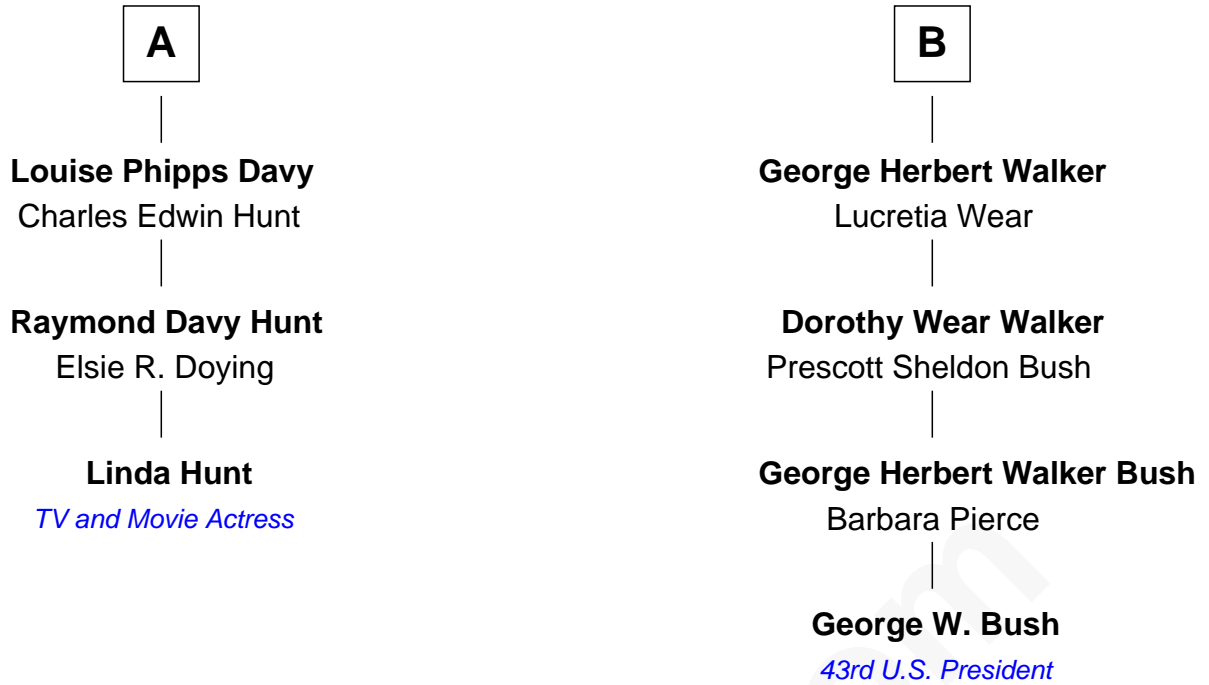 A
Louise Phipps Davy
Charles Edwin Hunt
Raymond Davy Hunt
Elsie R. Doying
Linda Hunt
TV and Movie Actress
B
George Herbert Walker
Lucretia Wear
Dorothy Wear Walker
Prescott Sheldon Bush
George Herbert Walker Bush
Barbara Pierce
George W. Bush
43rd U.S. President